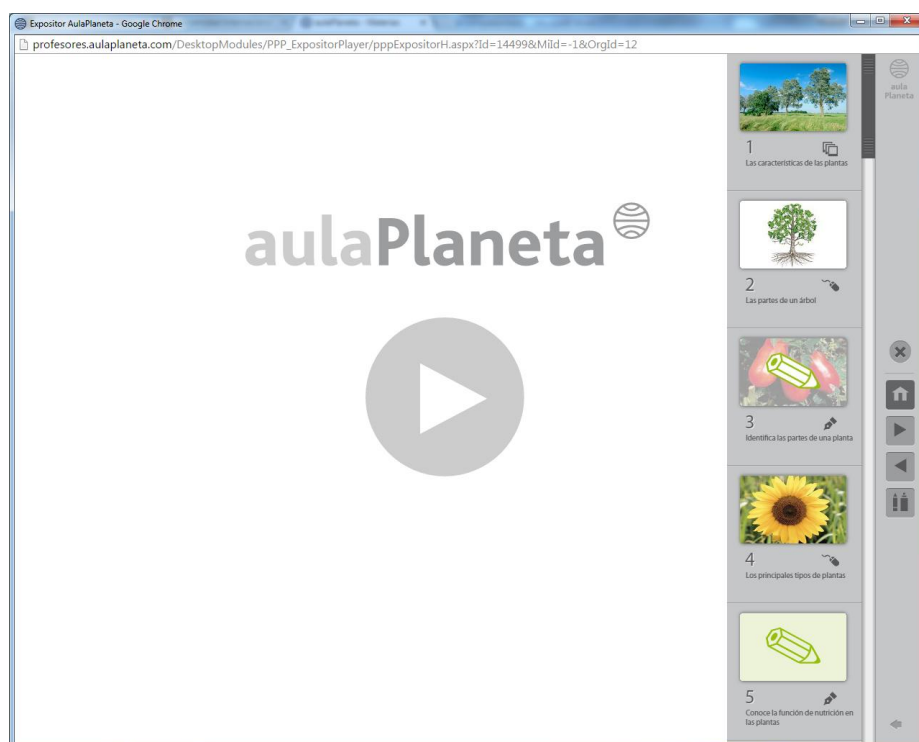 Expositor AulaPlaneta - Google Chrome
profesores.aulaplaneta.com/DesktopModules/PPP_ExpositorPlayer/pppExpositorH.aspx?Id=14499&MiId=-1&OrgId=12
aulaPlaneta
1
Las características de las plantas
2
Las partes de un árbol
3
Identifica las partes de una planta
4
Los principales tipos de plantas
5
Conoce la función de nutrición en
las plantas
aula
Planeta